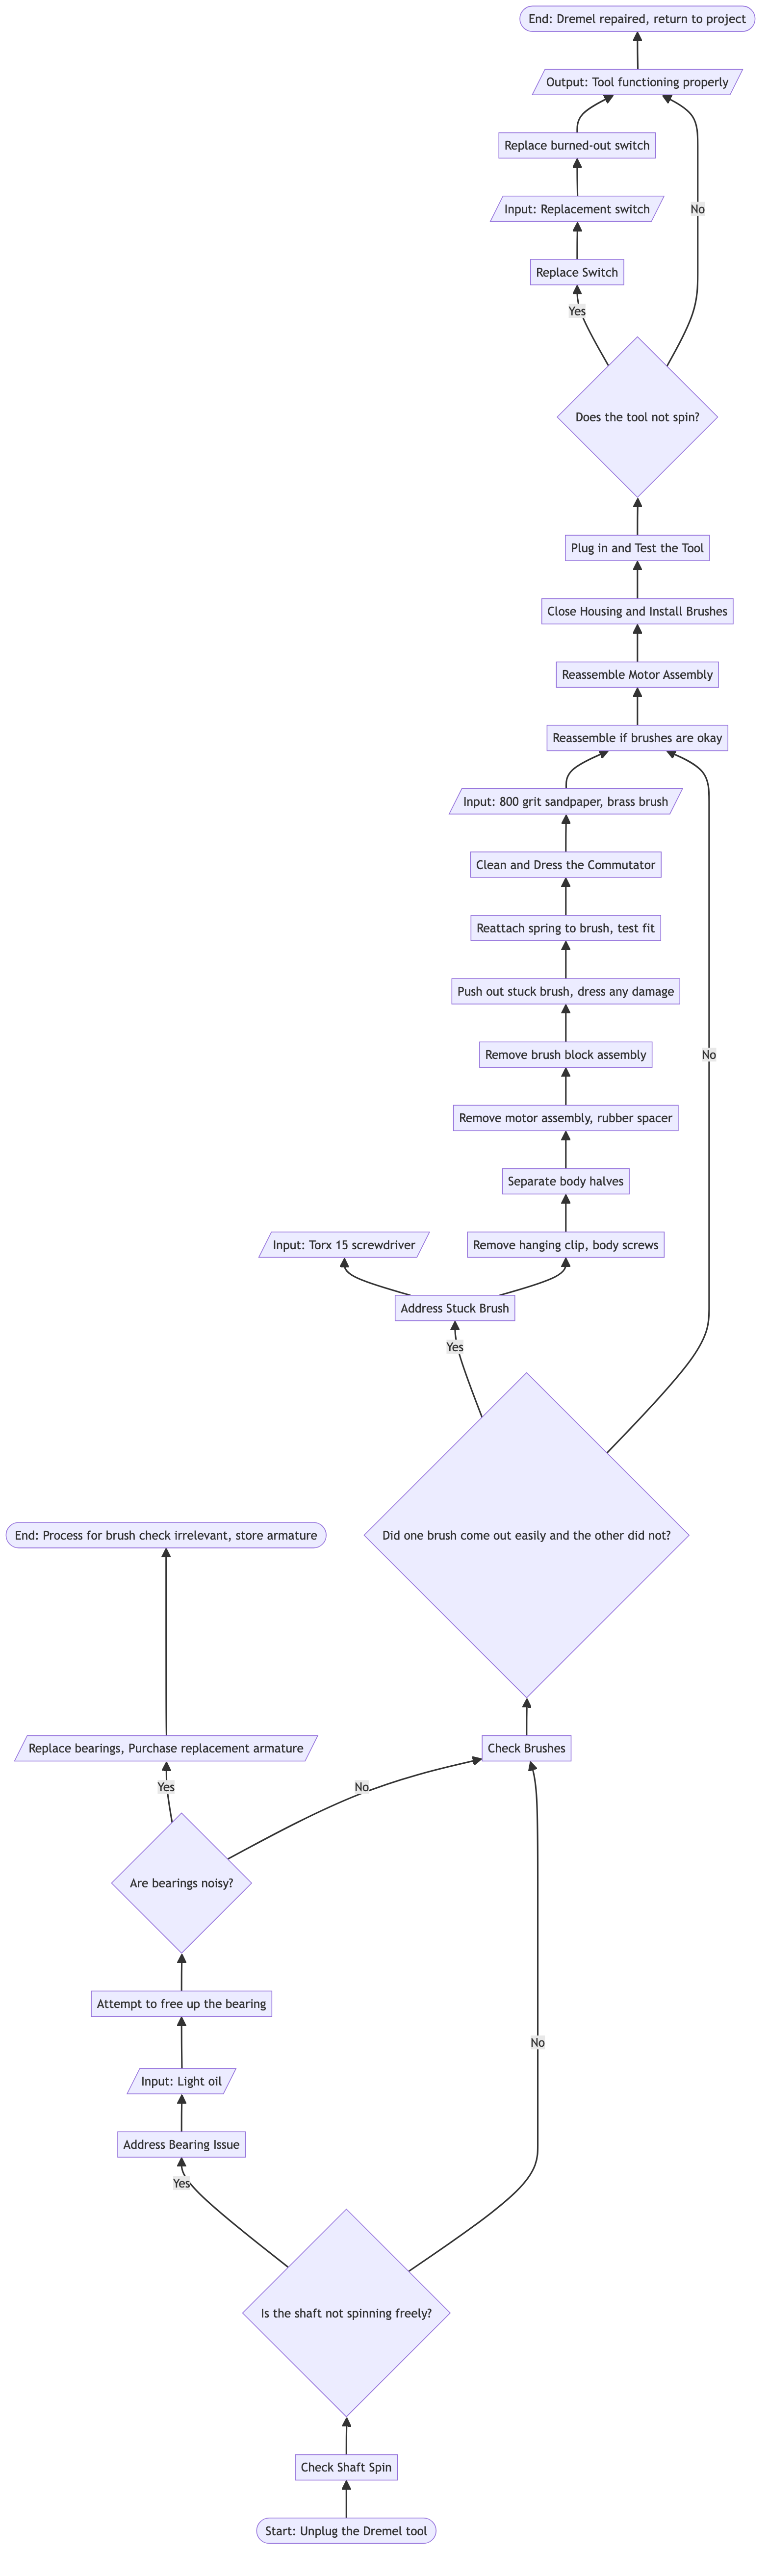 End: Dremel repaired, return to project
Output: Tool functioning properly
Replace burned-out switch
Input: Replacement switch
No
Replace Switch
Yes
Does the tool not spin?
Plug in and Test the Tool
Close Housing and Install Brushes
Reassemble Motor Assembly
Reassemble if brushes are okay
Input: 800 grit sandpaper, brass brush
Clean and Dress the Commutator
Reattach spring to brush, test fit
Push out stuck brush, dress any damage
Remove brush block assembly
No
Remove motor assembly, rubber spacer
Separate body halves
Input: Torx 15 screwdriver
Remove hanging clip, body screws
Address Stuck Brush
Yes
Did one brush come out easily and the other did not?
End: Process for brush check irrelevant, store armature
Replace bearings, Purchase replacement armature
Check Brushes
Yes
No
Are bearings noisy?
Attempt to free up the bearing
No
Input: Light oil
Address Bearing Issue
Yes
Is the shaft not spinning freely?
Check Shaft Spin
Start: Unplug the Dremel tool